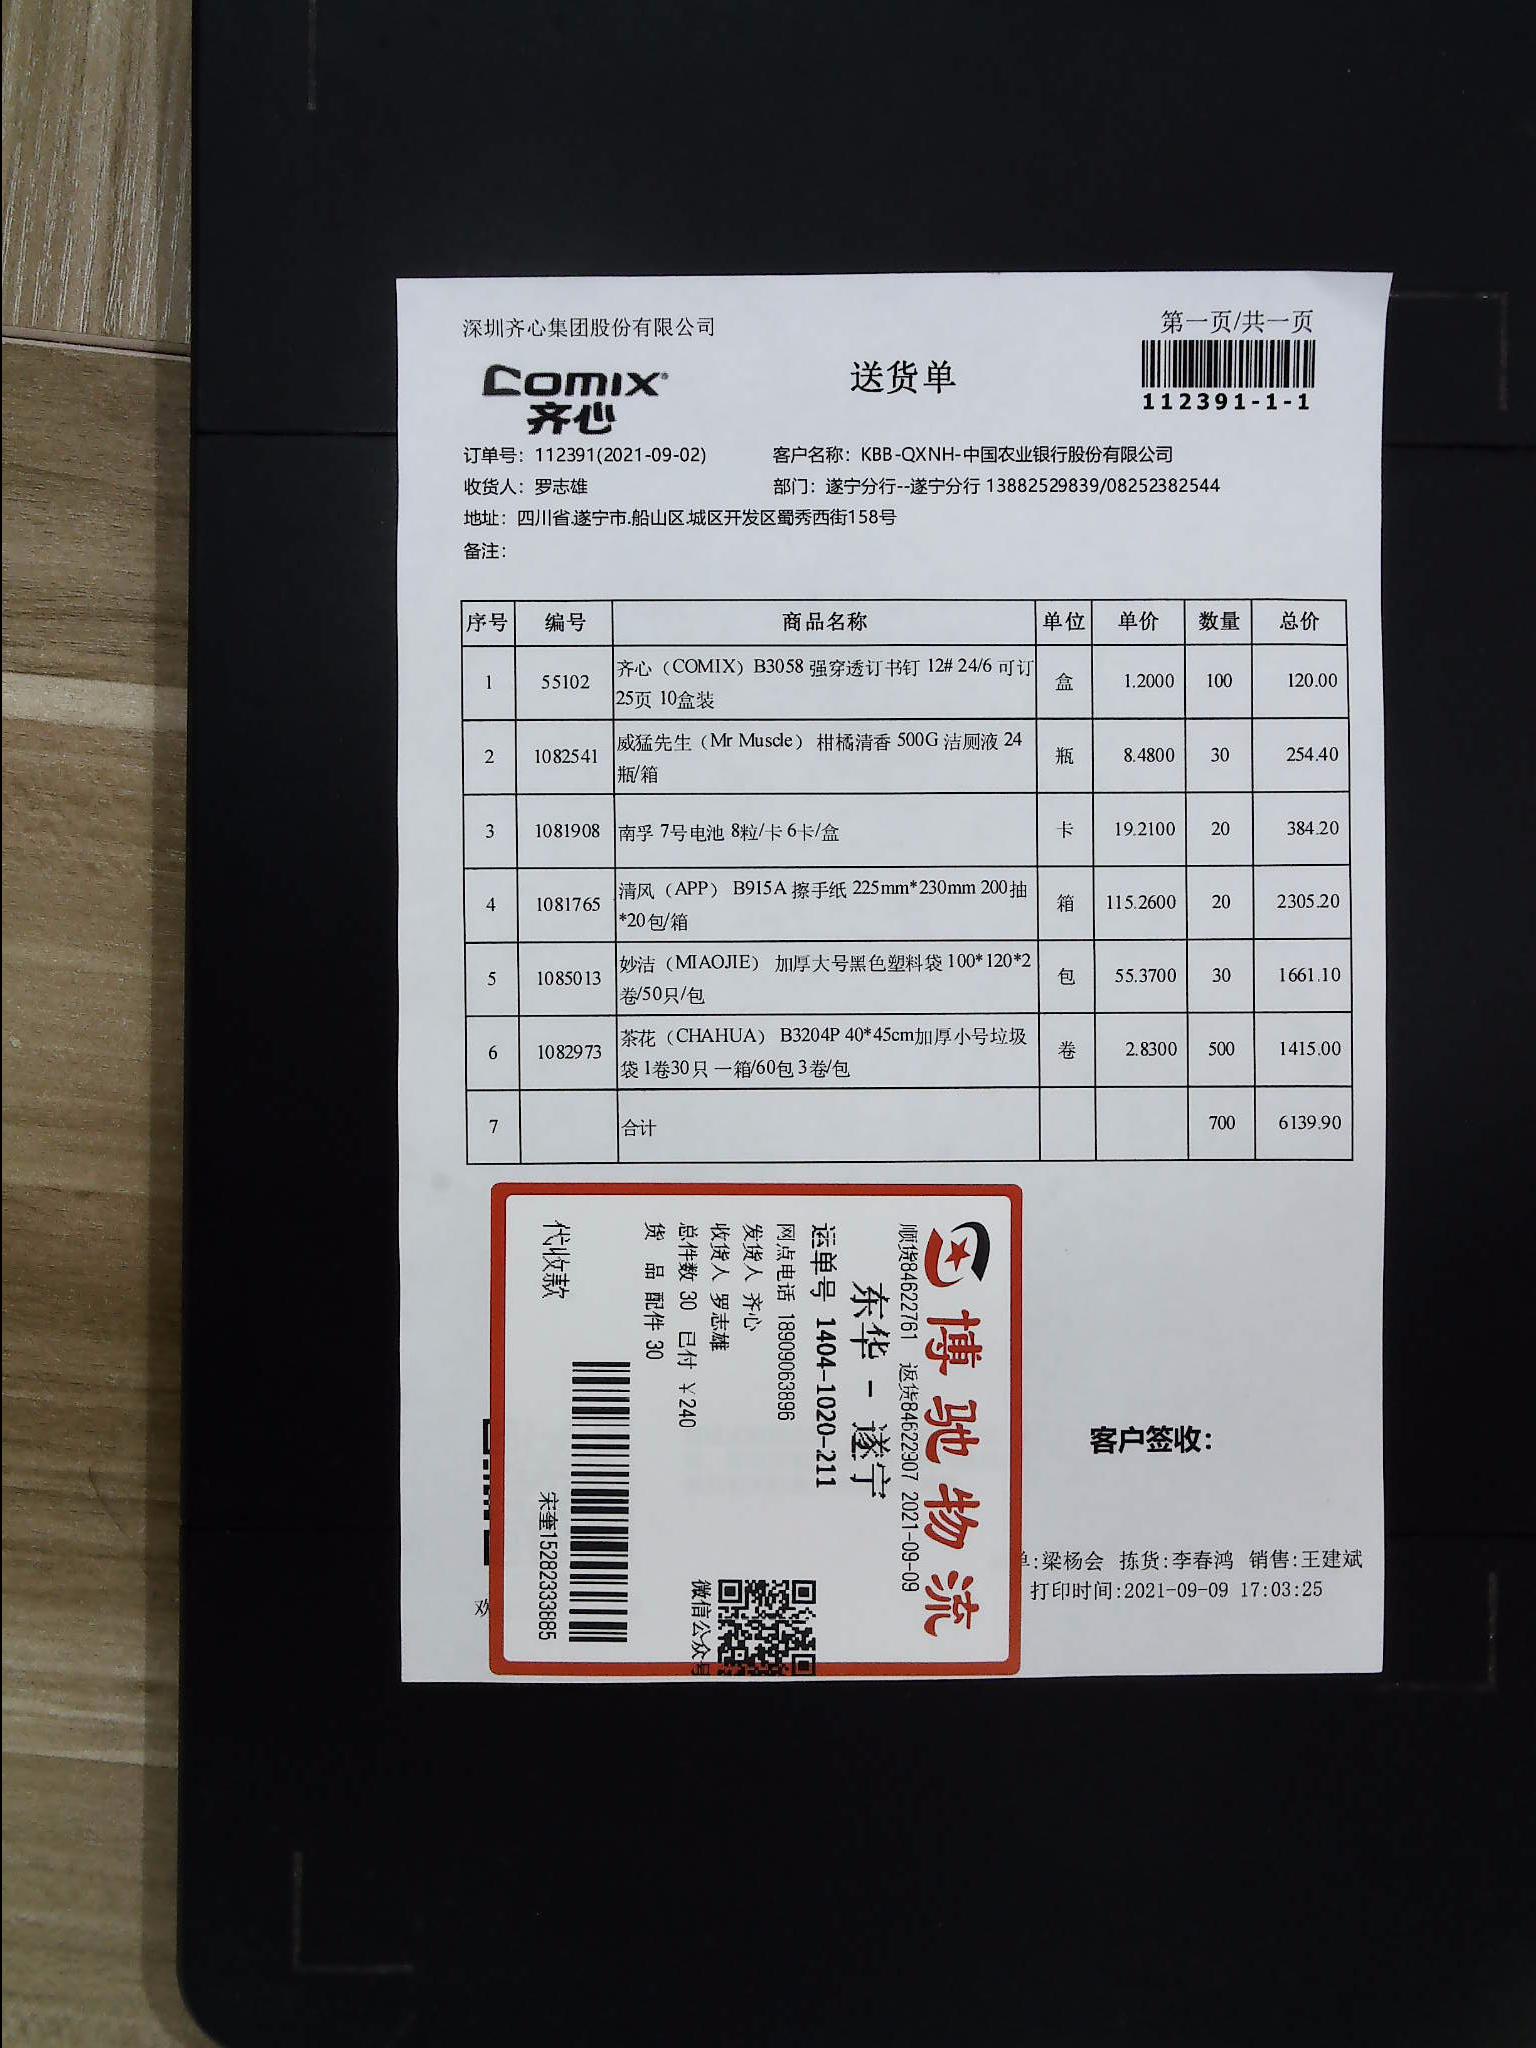 深圳齐心集团股份有限公司
第一页/共一页
COMIX
齐心
送货单
112391-1-1
订单号：112391(2021-09-02)
客户名称：KBB-QXNH-中国农业银行股份有限公司
收货人：罗志雄
部门：遂宁分行--遂宁分行 13882529839/08252382544
地址：四川省.遂宁市.船山区.城区开发区蜀秀西街158号
备注：
序号 编号 商品名称 单位 单价 数量 总价
1 55102 齐心（COMIX）B3058 强穿透订书钉 12# 24/6 可订 盒 1.2000 100 120.00
25页 10盒装
2 1082541 威猛先生（Mr Muscle） 柑橘清香 500G 洁厕液 24 瓶 8.4800 30 254.40
瓶/箱
3 1081908 南孚 7号电池 8粒/卡 6卡/盒 卡 19.2100 20 384.20
4 1081765 清风（APP） B915A 擦手纸 225mm*230mm 200抽 箱 115.2600 20 2305.20
*20包/箱
5 1085013 妙洁（MIAOJIE） 加厚大号黑色塑料袋 100*120*2 包 55.3700 30 1661.10
卷/50只/包
6 1082973 茶花（CHAHUA） B3204P 40*45cm加厚小号垃圾 卷 2.8300 500 1415.00
袋 1卷30只 一箱/60包 3卷/包
7 合计 700 6139.90
博驰物流
顺货84622761 返货84622907 2021-09-09
东华 - 遂宁
运单号 1404-1020-211
网点电话 18909063896
发货人 齐心
收货人 罗志雄
总件数 30 已付 ￥240
货 品 配件 30
代收款
宋奎15282333885
微信公众号
客户签收：
单:梁杨会 拣货:李春鸿 销售:王建斌
打印时间:2021-09-09 17:03:25
欢